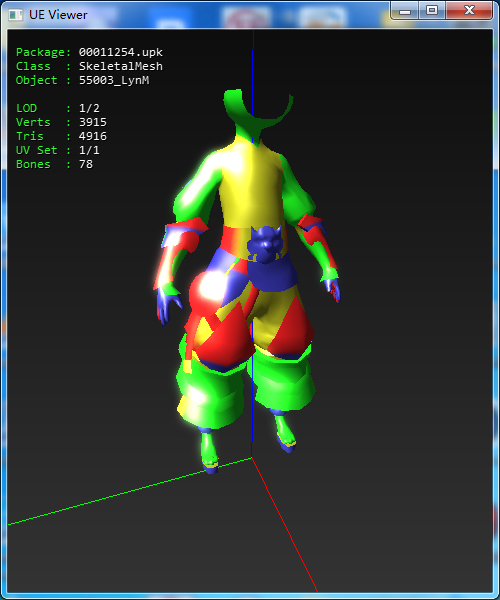 UE Viewer
Package: 00011254.upk
Class : SkeletalMesh
Object : 55003_LynM
LOD : 1/2
Verts : 3915
Tris : 4916
UV Set : 1/1
Bones : 78